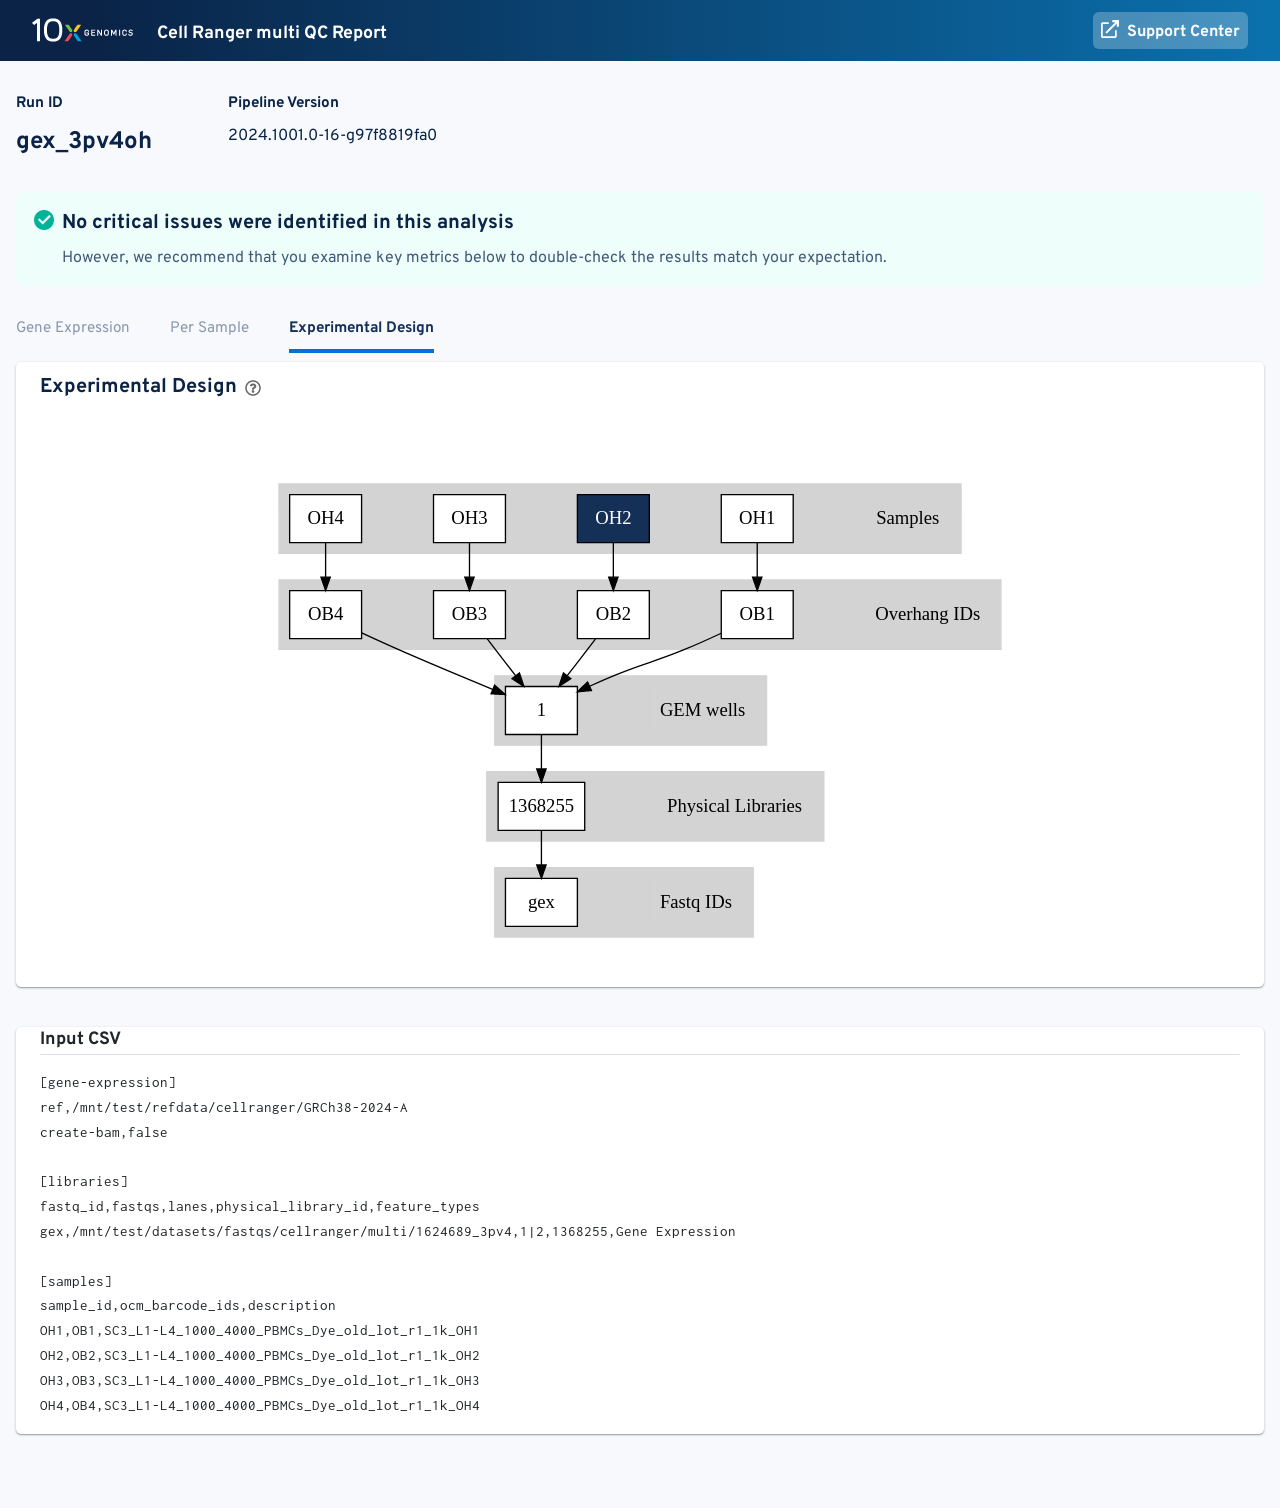 10x GENOMICS Cell Ranger multi QC Report Support Center
Run ID Pipeline Version
gex_3pv4oh 2024.1001.0-16-g97f8819fa0
No critical issues were identified in this analysis
However, we recommend that you examine key metrics below to double-check the results match your expectation.
Gene Expression Per Sample Experimental Design
Experimental Design ?
OH4 OH3 OH2 OH1 Samples
OB4 OB3 OB2 OB1 Overhang IDs
1 GEM wells
1368255 Physical Libraries
gex Fastq IDs
Input CSV
[gene-expression]
ref,/mnt/test/refdata/cellranger/GRCh38-2024-A
create-bam,false
[libraries]
fastq_id,fastqs,lanes,physical_library_id,feature_types
gex,/mnt/test/datasets/fastqs/cellranger/multi/1624689_3pv4,1|2,1368255,Gene Expression
[samples]
sample_id,ocm_barcode_ids,description
OH1,OB1,SC3_L1-L4_1000_4000_PBMCs_Dye_old_lot_r1_1k_OH1
OH2,OB2,SC3_L1-L4_1000_4000_PBMCs_Dye_old_lot_r1_1k_OH2
OH3,OB3,SC3_L1-L4_1000_4000_PBMCs_Dye_old_lot_r1_1k_OH3
OH4,OB4,SC3_L1-L4_1000_4000_PBMCs_Dye_old_lot_r1_1k_OH4